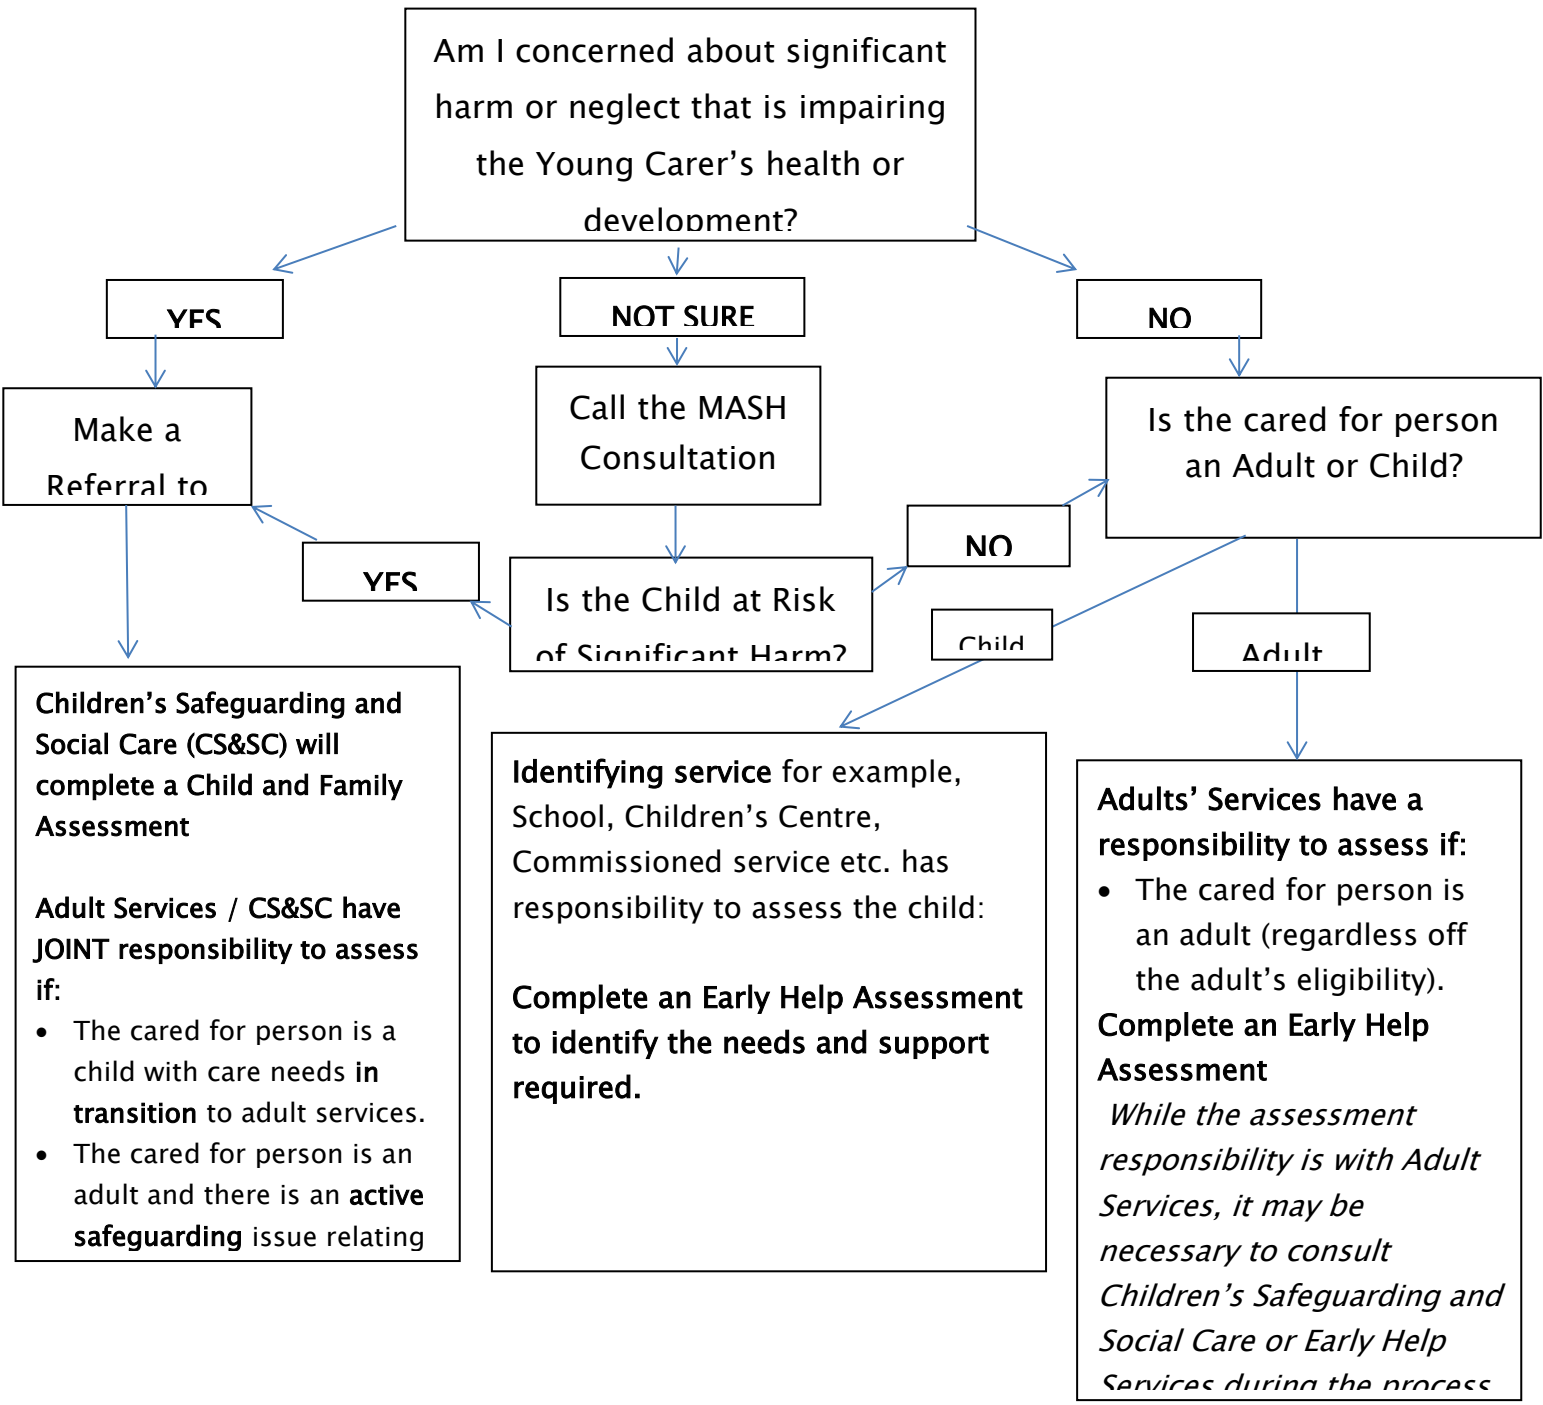 Am I concerned about significant
harm or neglect that is impairing
the Young Carer’s health or
development?
YES
NOT SURE
NO
Make a
Referral to
Call the MASH
Consultation
Is the cared for person
an Adult or Child?
NO
YES
Is the Child at Risk
of Significant Harm?
Child
Adult
Children’s Safeguarding and
Social Care (CS&SC) will
complete a Child and Family
Assessment
Adult Services / CS&SC have
JOINT responsibility to assess
if:
• The cared for person is a
child with care needs in
transition to adult services.
• The cared for person is an
adult and there is an active
safeguarding issue relating
Identifying service for example,
School, Children’s Centre,
Commissioned service etc. has
responsibility to assess the child:
Complete an Early Help Assessment
to identify the needs and support
required.
Adults’ Services have a
responsibility to assess if:
• The cared for person is
an adult (regardless off
the adult’s eligibility).
Complete an Early Help
Assessment
While the assessment
responsibility is with Adult
Services, it may be
necessary to consult
Children’s Safeguarding and
Social Care or Early Help
Services during the process